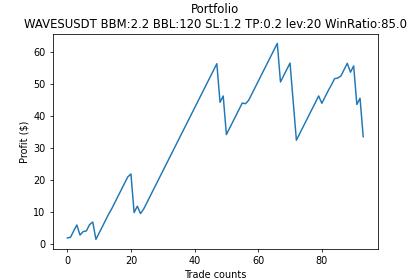 Portfolio
WAVESUSDT BBM:2.2 BBL:120 SL:1.2 TP:0.2 lev:20 WinRatio:85.0
60
50
40
30
20
10
0
Profit ($)
0 20 40 60 80
Trade counts